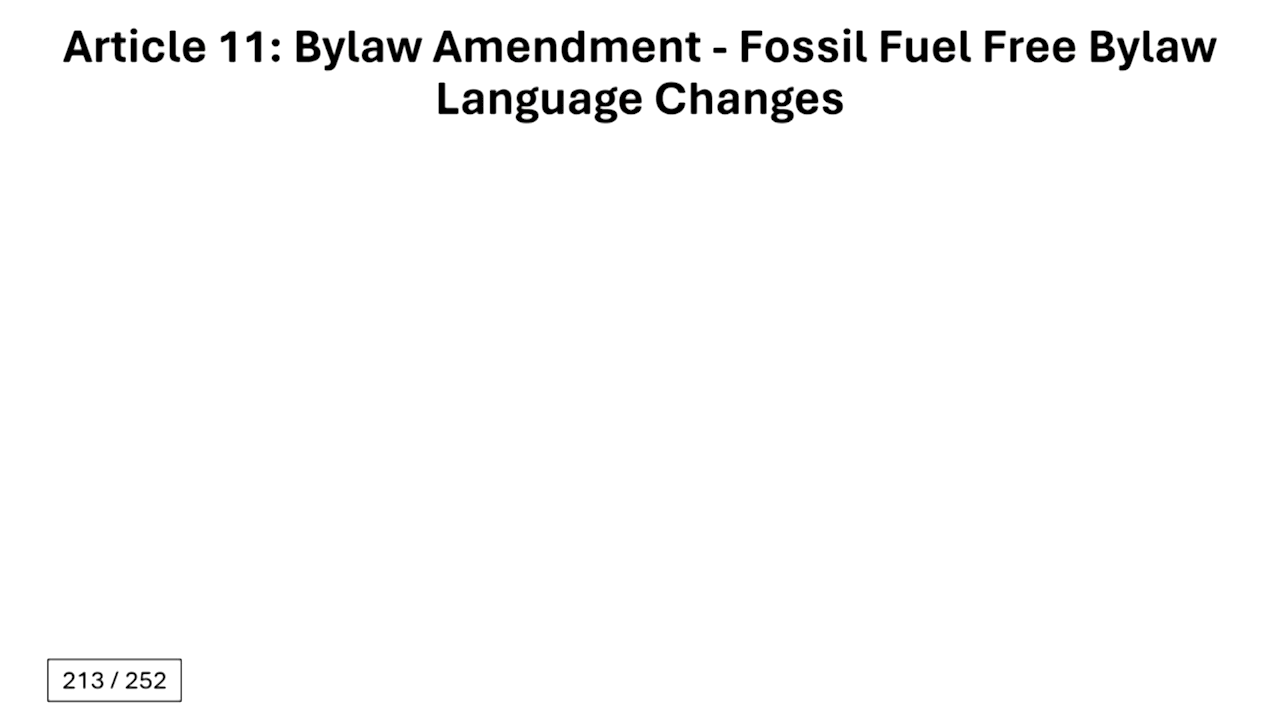 Article 11: Bylaw Amendment - Fossil Fuel Free Bylaw
Language Changes
213 / 252